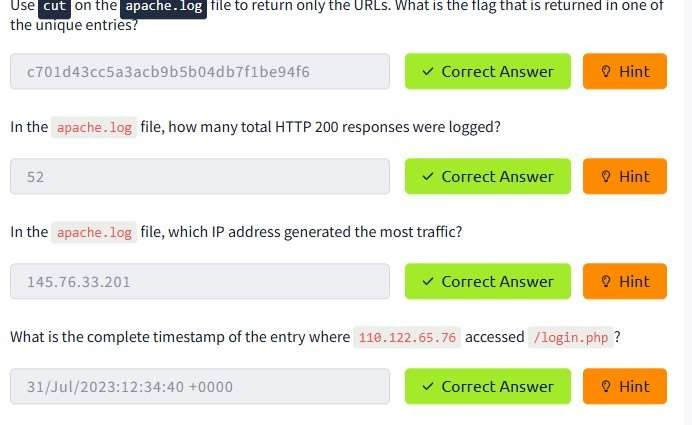 Use cut on the apache.log file to return only the URLs. What is the flag that is returned in one of
the unique entries?
c701d43cc5a3acb9b5b04db7f1be94f6
Correct Answer
Hint
In the apache.log file, how many total HTTP 200 responses were logged?
52
Correct Answer
Hint
In the apache.log file, which IP address generated the most traffic?
145.76.33.201
Correct Answer
Hint
What is the complete timestamp of the entry where 110.122.65.76 accessed /login.php ?
31/Jul/2023:12:34:40 +0000
Correct Answer
Hint